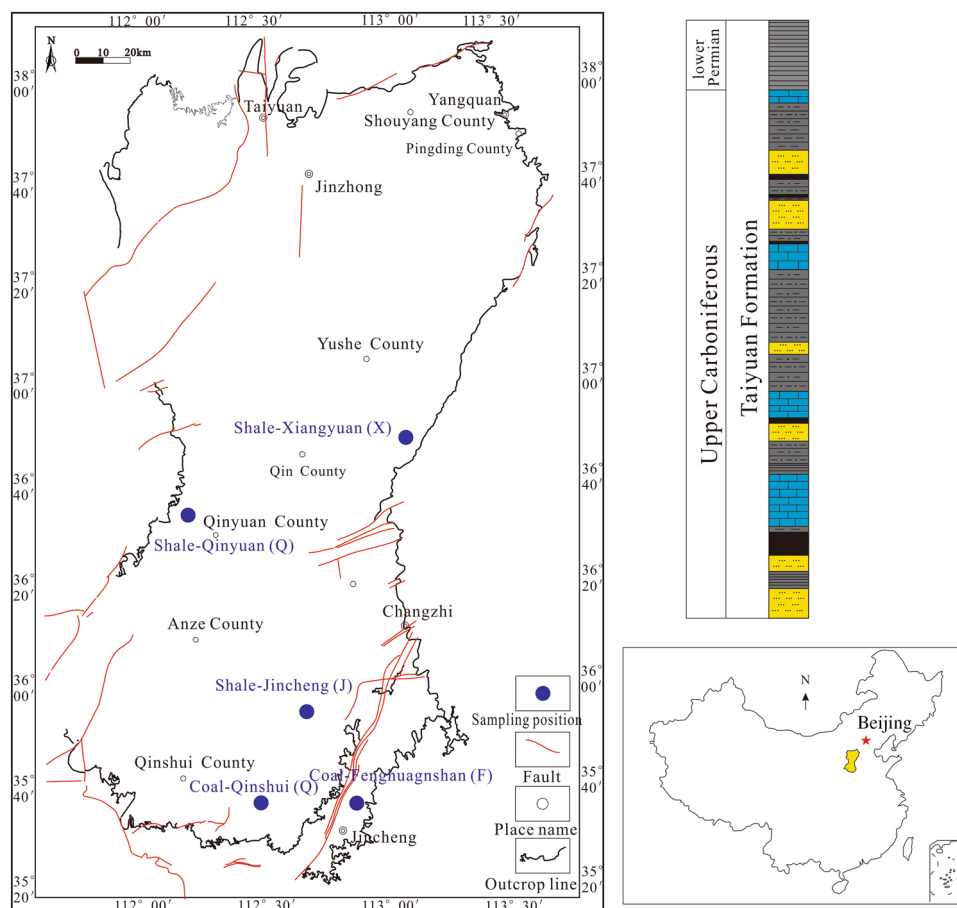 112° 00′
112° 30′
113° 00′
113° 30′
N
0 10 20km
38°
00′
38°
00′
Taiyuan
Yangquan
Shouyang County
Pingding County
37°
40′
37°
40′
Jinzhong
37°
20′
37°
20′
Yushe County
37°
00′
37°
00′
Shale-Xiangyuan (X)
Qin County
36°
40′
36°
40′
Qinyuan County
Shale-Qinyuan (Q)
36°
20′
36°
20′
Changzhi
Anze County
36°
00′
36°
00′
Shale-Jincheng (J)
Sampling position
Qinshui County
Coal-Fenghuagnshan (F)
Coal-Qinshui (Q)
Fault
35°
40′
35°
40′
Place name
Jincheng
Outcrop line
35°
20′
35°
20′
112° 00′
112° 30′
113° 00′
lower
Permian
Upper Carboniferous
Taiyuan Formation
N
Beijing